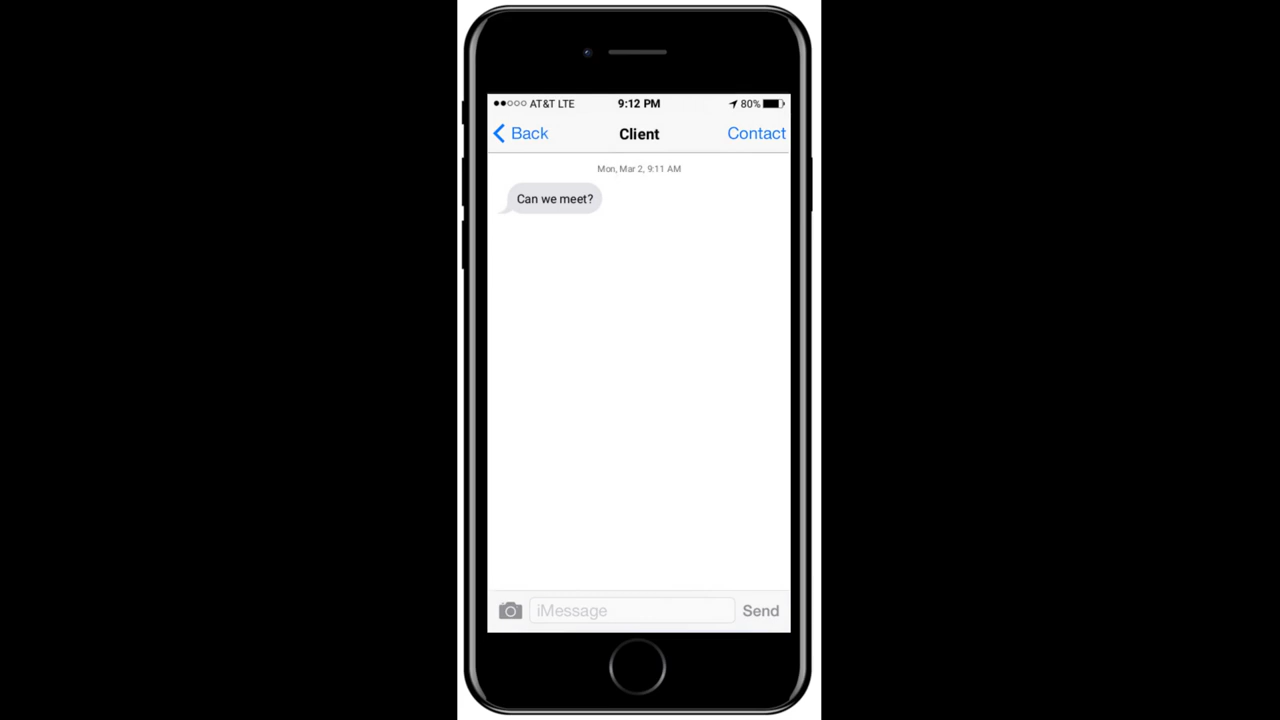 AT&T LTE 9:12 PM 80%
Back Client Contact
Mon, Mar 2, 9:11 AM
Can we meet?
iMessage Send